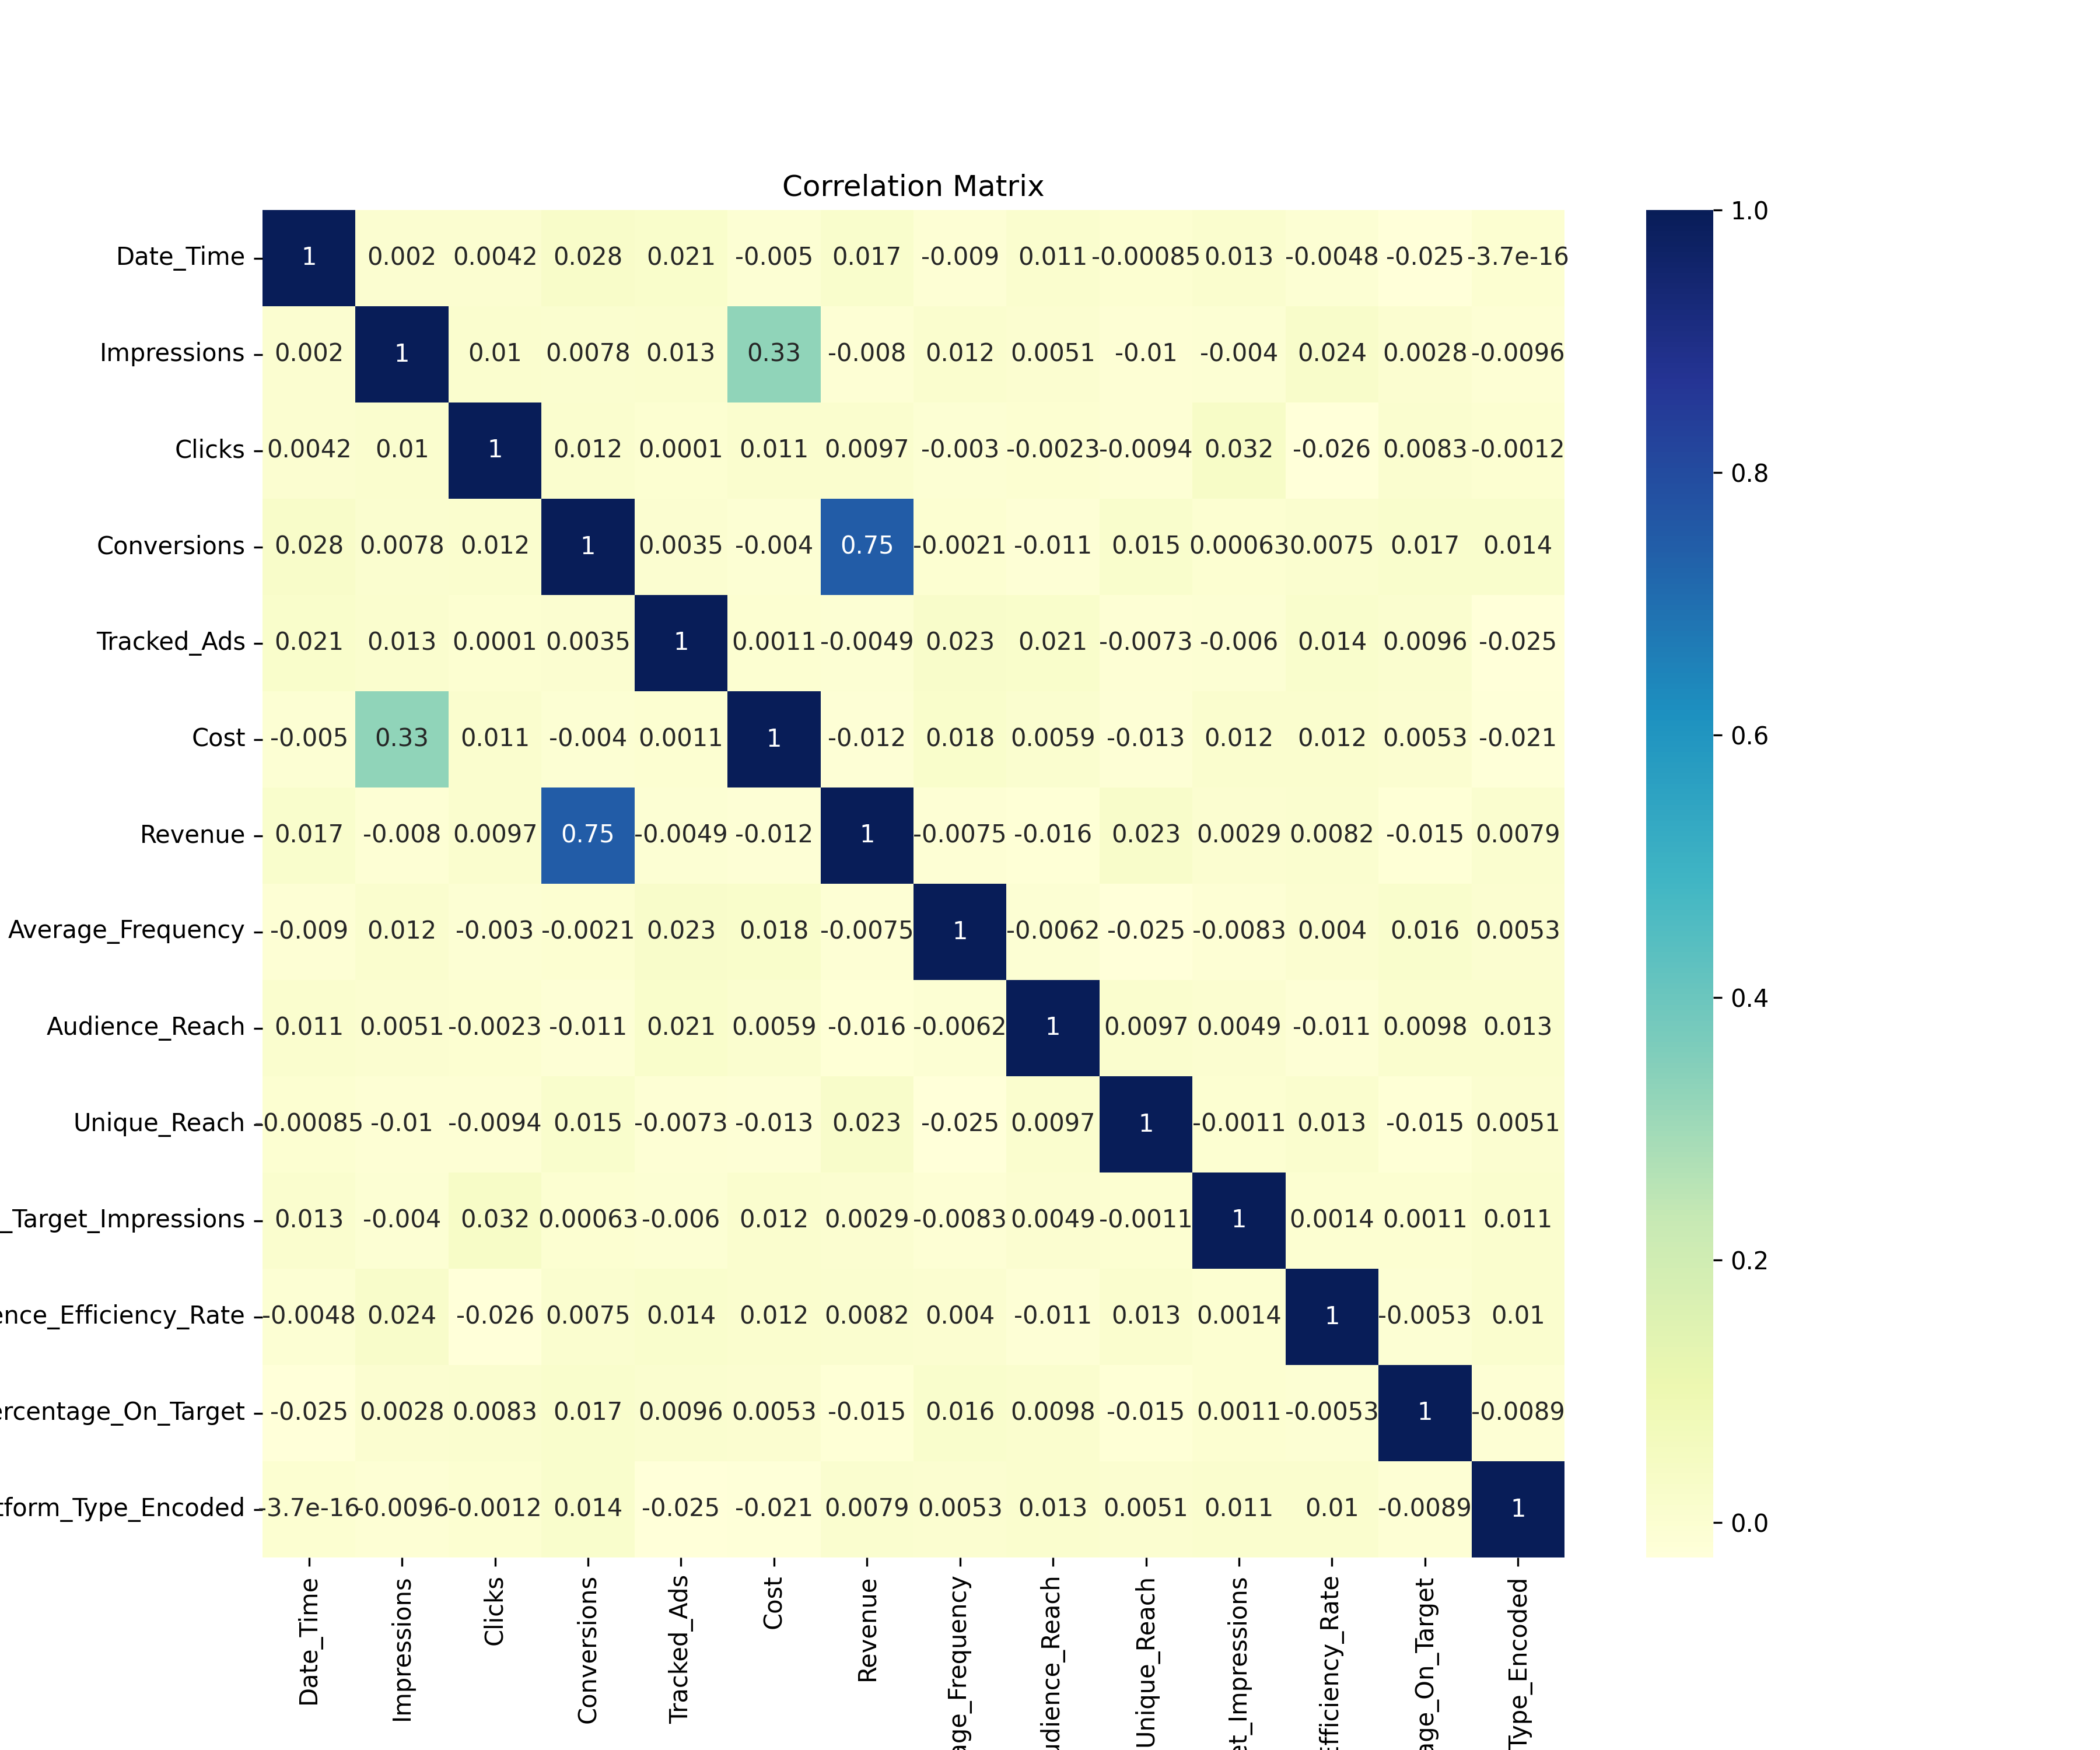 Correlation Matrix
Date_Time 1 0.002 0.0042 0.028 0.021 -0.005 0.017 -0.009 0.011 -0.00085 0.013 -0.0048 -0.025 -3.7e-16
Impressions 0.002 1 0.01 0.0078 0.013 0.33 -0.008 0.012 0.0051 -0.01 -0.004 0.024 0.0028 -0.0096
Clicks 0.0042 0.01 1 0.012 0.0001 0.011 0.0097 -0.003 -0.0023 -0.0094 0.032 -0.026 0.0083 -0.0012
Conversions 0.028 0.0078 0.012 1 0.0035 -0.004 0.75 -0.0021 -0.011 0.015 0.00063 0.0075 0.017 0.014
Tracked_Ads 0.021 0.013 0.0001 0.0035 1 0.0011 -0.0049 0.023 0.021 -0.0073 -0.006 0.014 0.0096 -0.025
Cost -0.005 0.33 0.011 -0.004 0.0011 1 -0.012 0.018 0.0059 -0.013 0.012 0.012 0.0053 -0.021
Revenue 0.017 -0.008 0.0097 0.75 -0.0049 -0.012 1 -0.0075 -0.016 0.023 0.0029 0.0082 -0.015 0.0079
Average_Frequency -0.009 0.012 -0.003 -0.0021 0.023 0.018 -0.0075 1 -0.0062 -0.025 -0.0083 0.004 0.016 0.0053
Audience_Reach 0.011 0.0051 -0.0023 -0.011 0.021 0.0059 -0.016 -0.0062 1 0.0097 0.0049 -0.011 0.0098 0.013
Unique_Reach -0.00085 -0.01 -0.0094 0.015 -0.0073 -0.013 0.023 -0.025 0.0097 1 -0.0011 0.013 -0.015 0.0051
_Target_Impressions 0.013 -0.004 0.032 0.00063 -0.006 0.012 0.0029 -0.0083 0.0049 -0.0011 1 0.0014 0.0011 0.011
ence_Efficiency_Rate -0.0048 0.024 -0.026 0.0075 0.014 0.012 0.0082 0.004 -0.011 0.013 0.0014 1 -0.0053 0.01
ercentage_On_Target -0.025 0.0028 0.0083 0.017 0.0096 0.0053 -0.015 0.016 0.0098 -0.015 0.0011 -0.0053 1 -0.0089
tform_Type_Encoded -3.7e-16 -0.0096 -0.0012 0.014 -0.025 -0.021 0.0079 0.0053 0.013 0.0051 0.011 0.01 -0.0089 1
Date_Time
Impressions
Clicks
Conversions
Tracked_Ads
Cost
Revenue
age_Frequency
udience_Reach
Unique_Reach
et_Impressions
Efficiency_Rate
age_On_Target
Type_Encoded
1.0
0.8
0.6
0.4
0.2
0.0